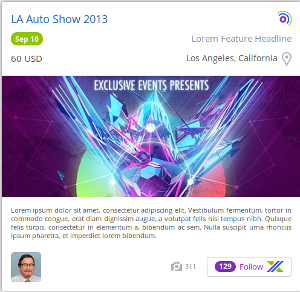 LA Auto Show 2013
Sep 10
Lorem Feature Headline
60 USD
Los Angeles, California
EXCLUSIVE EVENTS PRESENTS
Lorem ipsum dolor sit amet, consectetur adipiscing elit. Vestibulum fermentum, tortor in
commodo congue, erat diam dignissim augue, a volutpat felis nisi tempus nibh. Quisque
felis turpis, consectetur in elementum a, bibendum ac sem. Nulla suscipit urna rhoncus
ipsum pharetra, et imperdiet lorem bibendum.
311
129 Follow